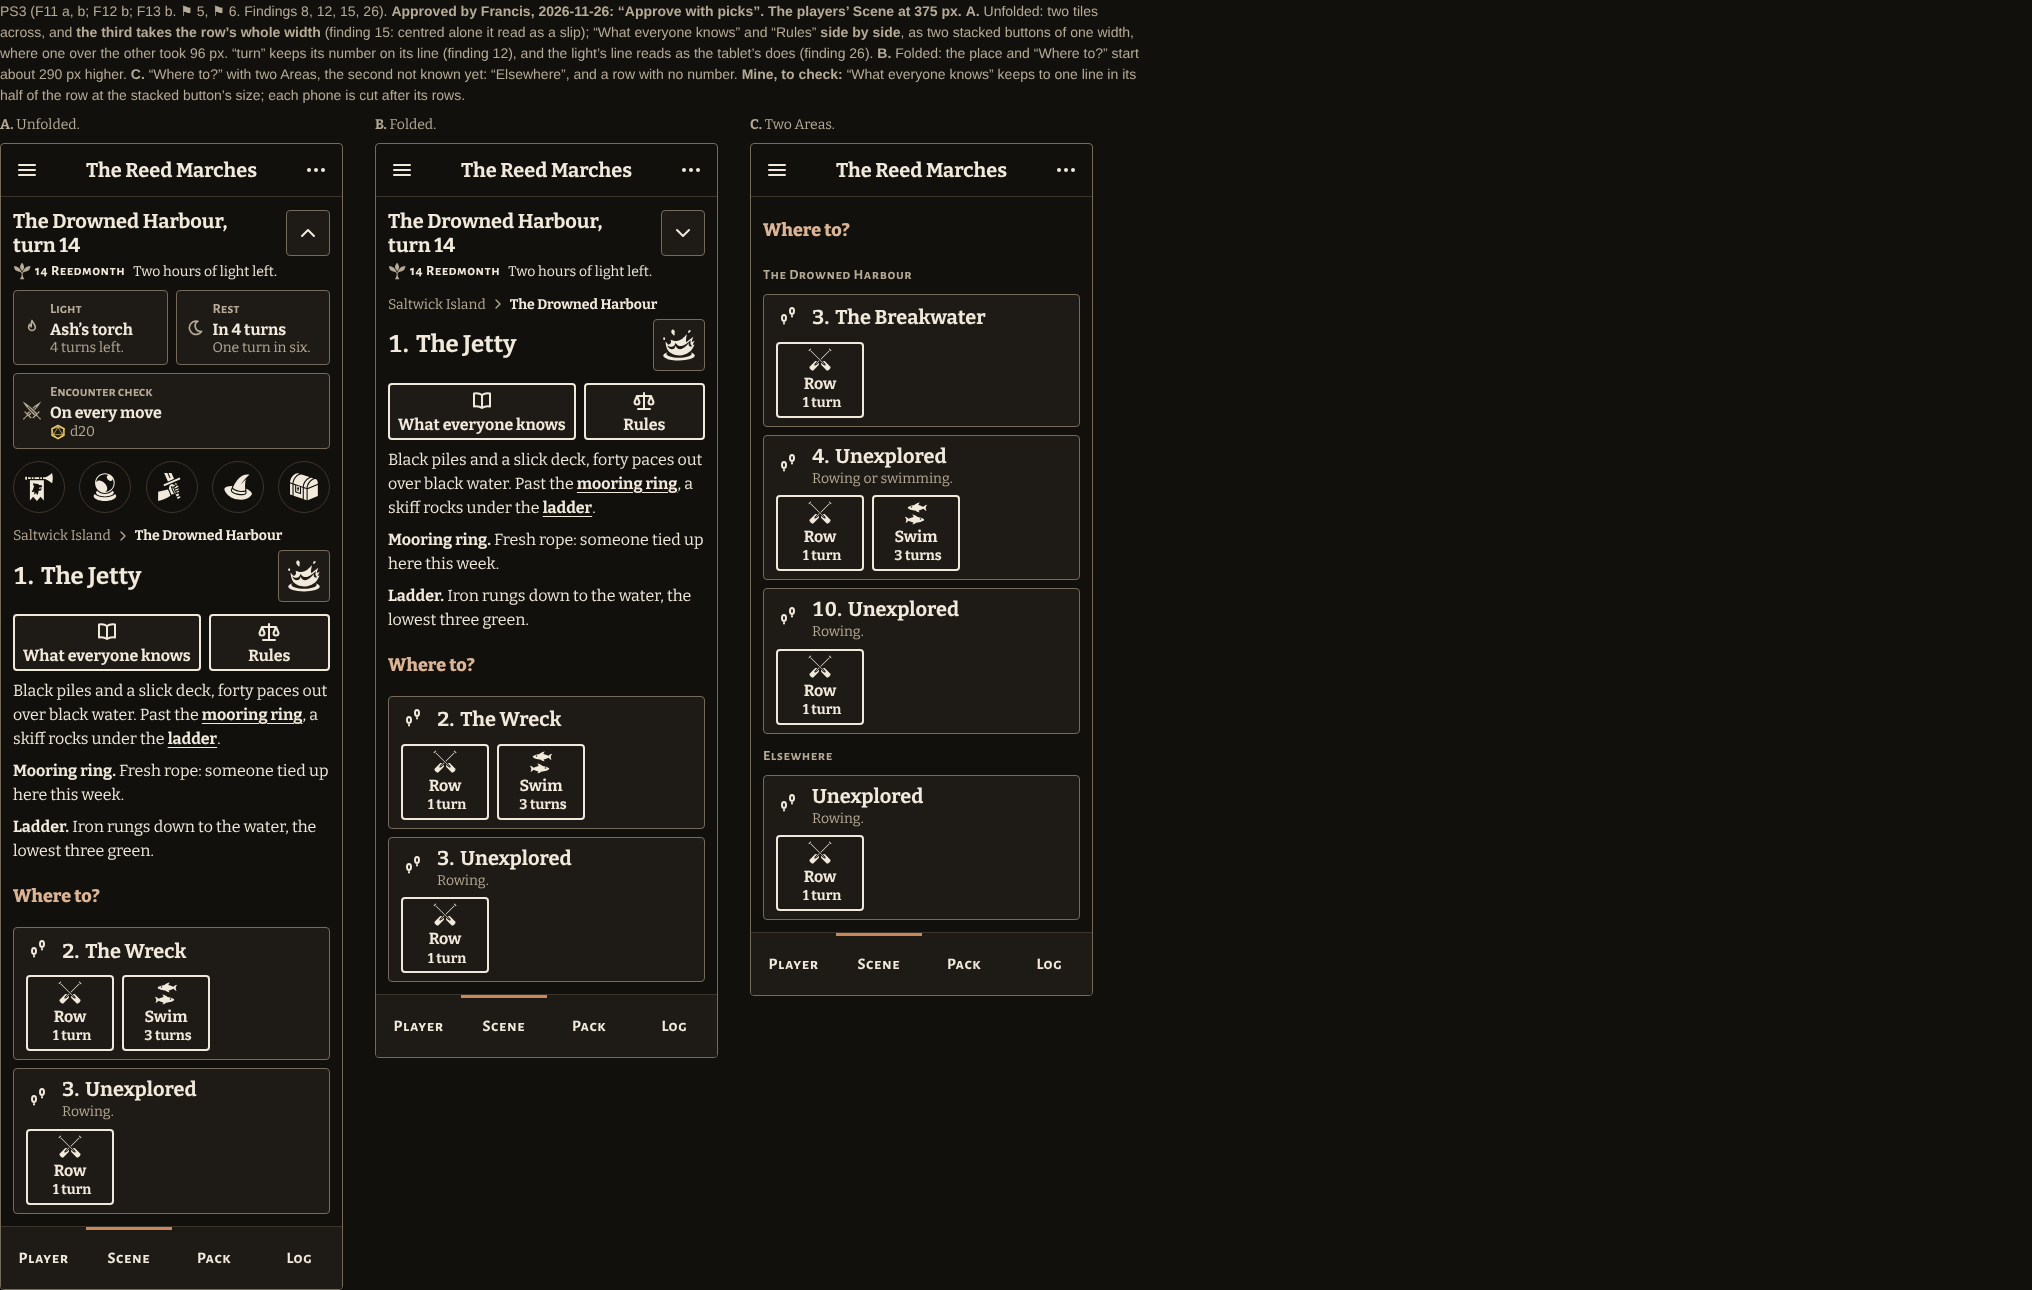 PS3 (F11 a, b; F12 b; F13 b. ⚑ 5, ⚑ 6. Findings 8, 12, 15, 26). Approved by Francis, 2026-11-26: “Approve with picks”. The players’ Scene at 375 px. A. Unfolded: two tiles
across, and the third takes the row’s whole width (finding 15: centred alone it read as a slip); “What everyone knows” and “Rules” side by side, as two stacked buttons of one width,
where one over the other took 96 px. “turn” keeps its number on its line (finding 12), and the light’s line reads as the tablet’s does (finding 26). B. Folded: the place and “Where to?” start
about 290 px higher. C. “Where to?” with two Areas, the second not known yet: “Elsewhere”, and a row with no number. Mine, to check: “What everyone knows” keeps to one line in its
half of the row at the stacked button’s size; each phone is cut after its rows.
A. Unfolded.
The Reed Marches
The Drowned Harbour,
turn 14
14 Reedmonth Two hours of light left.
Light
Ash’s torch
4 turns left.
Rest
In 4 turns
One turn in six.
Encounter check
On every move
d20
Saltwick Island > The Drowned Harbour
1. The Jetty
What everyone knows
Rules
Black piles and a slick deck, forty paces out
over black water. Past the mooring ring, a
skiff rocks under the ladder.
Mooring ring. Fresh rope: someone tied up
here this week.
Ladder. Iron rungs down to the water, the
lowest three green.
Where to?
2. The Wreck
Row
1 turn
Swim
3 turns
3. Unexplored
Rowing.
Row
1 turn
Player Scene Pack Log
B. Folded.
The Reed Marches
The Drowned Harbour,
turn 14
14 Reedmonth Two hours of light left.
Saltwick Island > The Drowned Harbour
1. The Jetty
What everyone knows
Rules
Black piles and a slick deck, forty paces out
over black water. Past the mooring ring, a
skiff rocks under the ladder.
Mooring ring. Fresh rope: someone tied up
here this week.
Ladder. Iron rungs down to the water, the
lowest three green.
Where to?
2. The Wreck
Row
1 turn
Swim
3 turns
3. Unexplored
Rowing.
Row
1 turn
Player Scene Pack Log
C. Two Areas.
The Reed Marches
Where to?
The Drowned Harbour
3. The Breakwater
Row
1 turn
4. Unexplored
Rowing or swimming.
Row
1 turn
Swim
3 turns
10. Unexplored
Rowing.
Row
1 turn
Elsewhere
Unexplored
Rowing.
Row
1 turn
Player Scene Pack Log